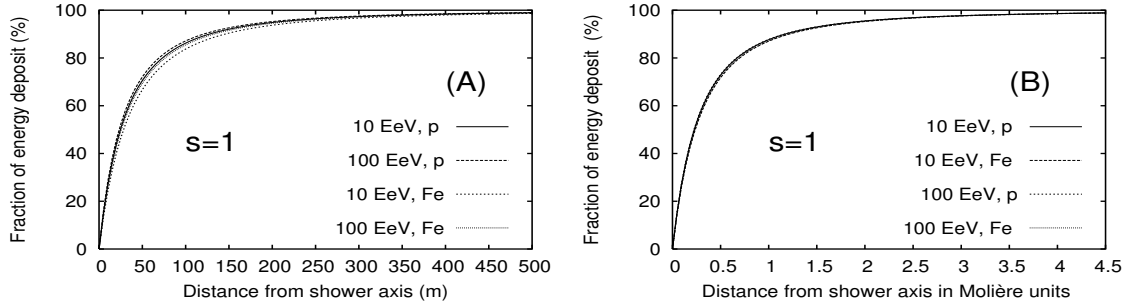 Fraction of energy deposit (%)
100
80
60
40
20
0
(A)
s=1
10 EeV, p
100 EeV, p
10 EeV, Fe
100 EeV, Fe
0 50 100 150 200 250 300 350 400 450 500
Distance from shower axis (m)
Fraction of energy deposit (%)
100
80
60
40
20
0
(B)
s=1
10 EeV, p
10 EeV, Fe
100 EeV, p
100 EeV, Fe
0 0.5 1 1.5 2 2.5 3 3.5 4 4.5
Distance from shower axis in Molière units